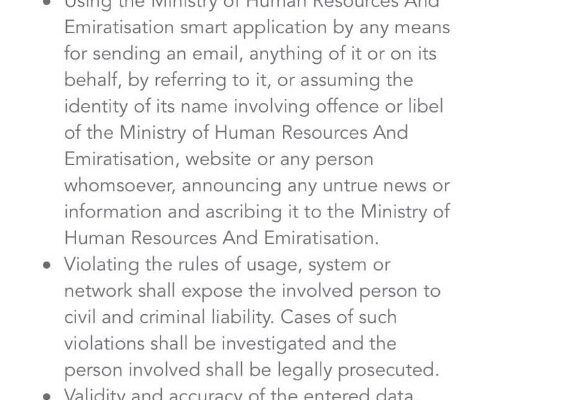 Using the Ministry of Human Resources And
Emiratisation smart application by any means
for sending an email, anything of it or on its
behalf, by referring to it, or assuming the
identity of its name involving offence or libel
of the Ministry of Human Resources And
Emiratisation, website or any person
whomsoever, announcing any untrue news or
information and ascribing it to the Ministry of
Human Resources And Emiratisation.
• Violating the rules of usage, system or
network shall expose the involved person to
civil and criminal liability. Cases of such
violations shall be investigated and the
person involved shall be legally prosecuted.
• Validity and accuracy of the entered data,